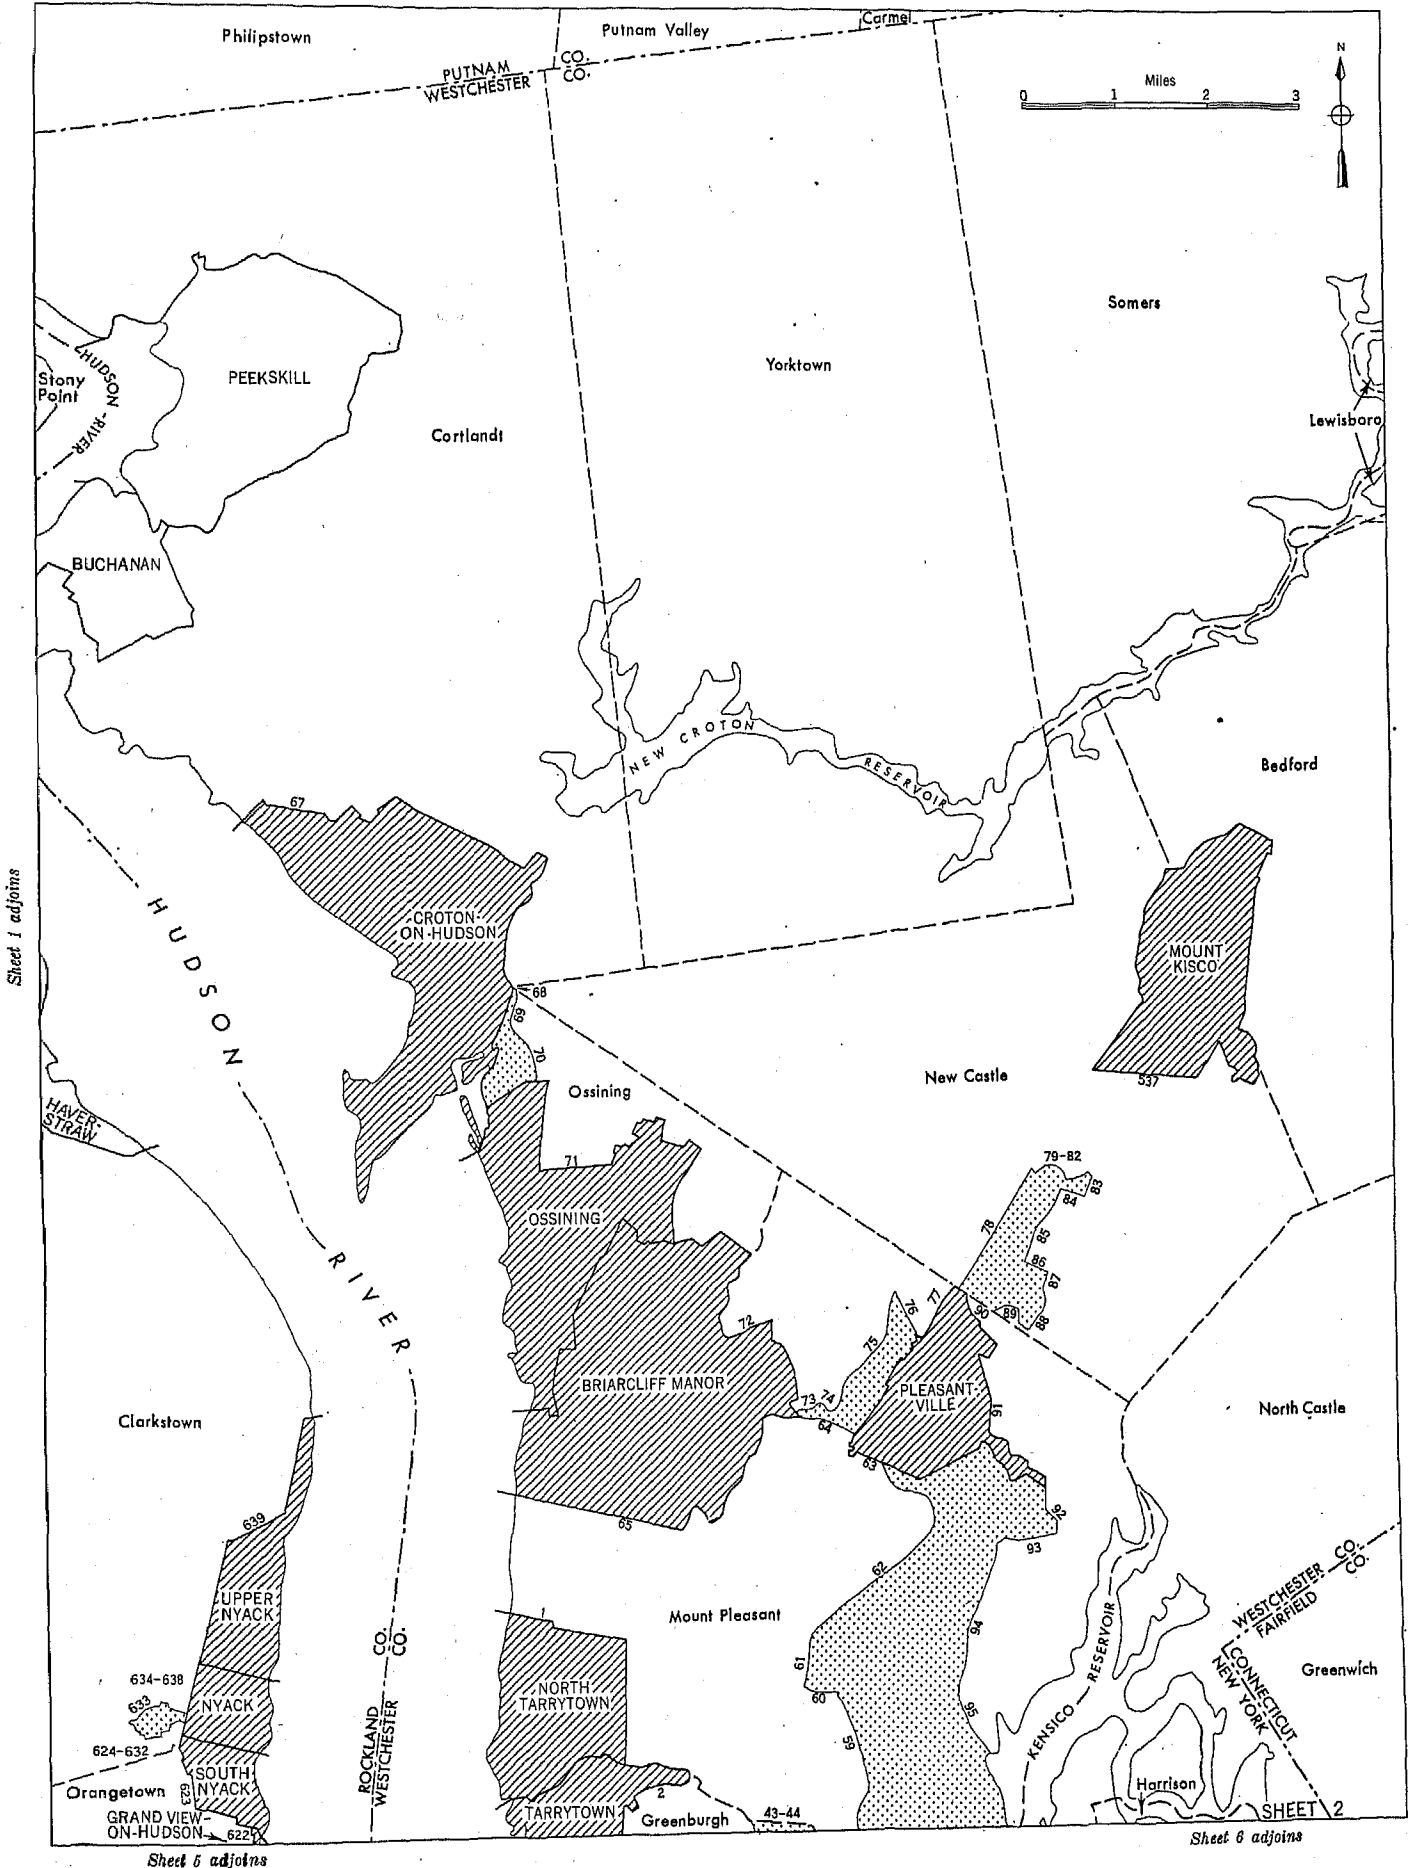 Philipstown
Putnam Valley
Carmel
PUTNAM CO.
WESTCHESTER CO.
N
Miles
0 1 2 3
Somers
Yorktown
Stony
Point
HUDSON RIVER
PEEKSKILL
Cortlandt
Lewisboro
BUCHANAN
NEW CROTON RESERVOIR
Bedford
67
Sheet 1 adjoins
HUDSON RIVER
CROTON-
ON-HUDSON
MOUNT
KISCO
68
69
70
Ossining
New Castle
537
HAVER-
STRAW
71
79-82
83
84
OSSINING
78
85
86
87
76
77
90
89
88
72
75
BRIARCLIFF MANOR
PLEASANT
VILLE
73
74
64
91
Clarkstown
North Castle
63
639
65
92
93
62
CO.
CO.
WESTCHESTER
FAIRFIELD
UPPER
NYACK
1
Mount Pleasant
94
KENSICO RESERVOIR
CO.
CO.
ROCKLAND
WESTCHESTER
61
60
CONNECTICUT
NEW YORK
Greenwich
634-638
633
NYACK
NORTH
TARRYTOWN
95
59
624-632
Orangetown
SOUTH
NYACK
623
2
Harrison
GRAND VIEW-
ON-HUDSON
622
TARRYTOWN
Greenburgh
43-44
SHEET 2
Sheet 5 adjoins
Sheet 6 adjoins